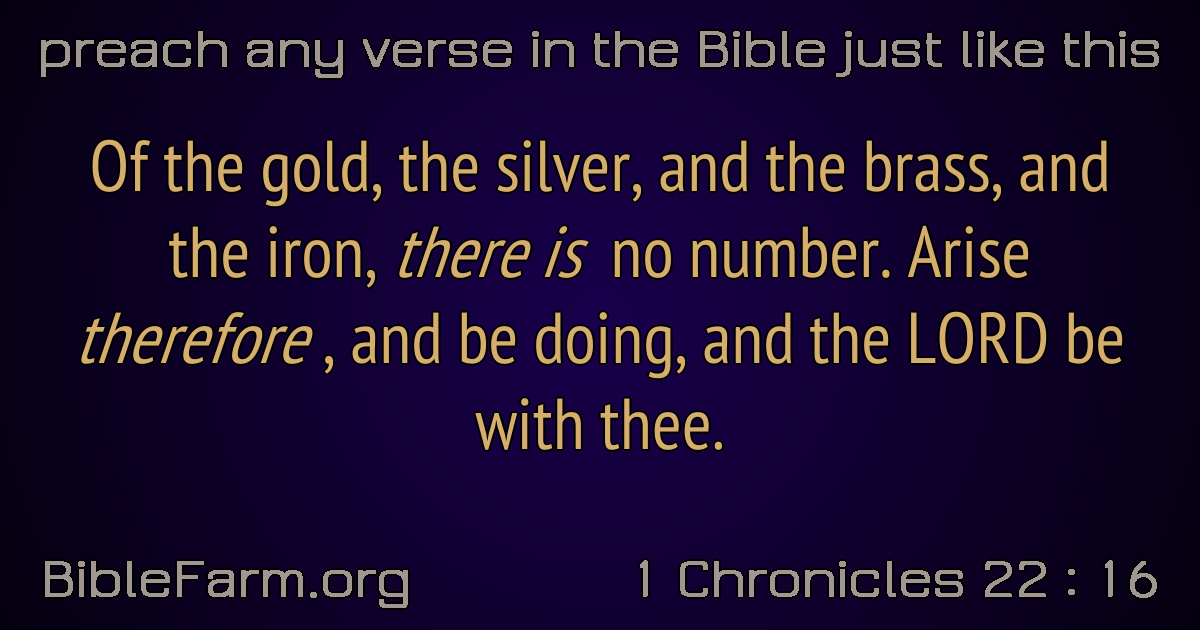 preach any verse in the Bible just like this
Of the gold, the silver, and the brass, and
the iron, there is no number. Arise
therefore , and be doing, and the LORD be
with thee.
BibleFarm.org
1 Chronicles 22 : 16